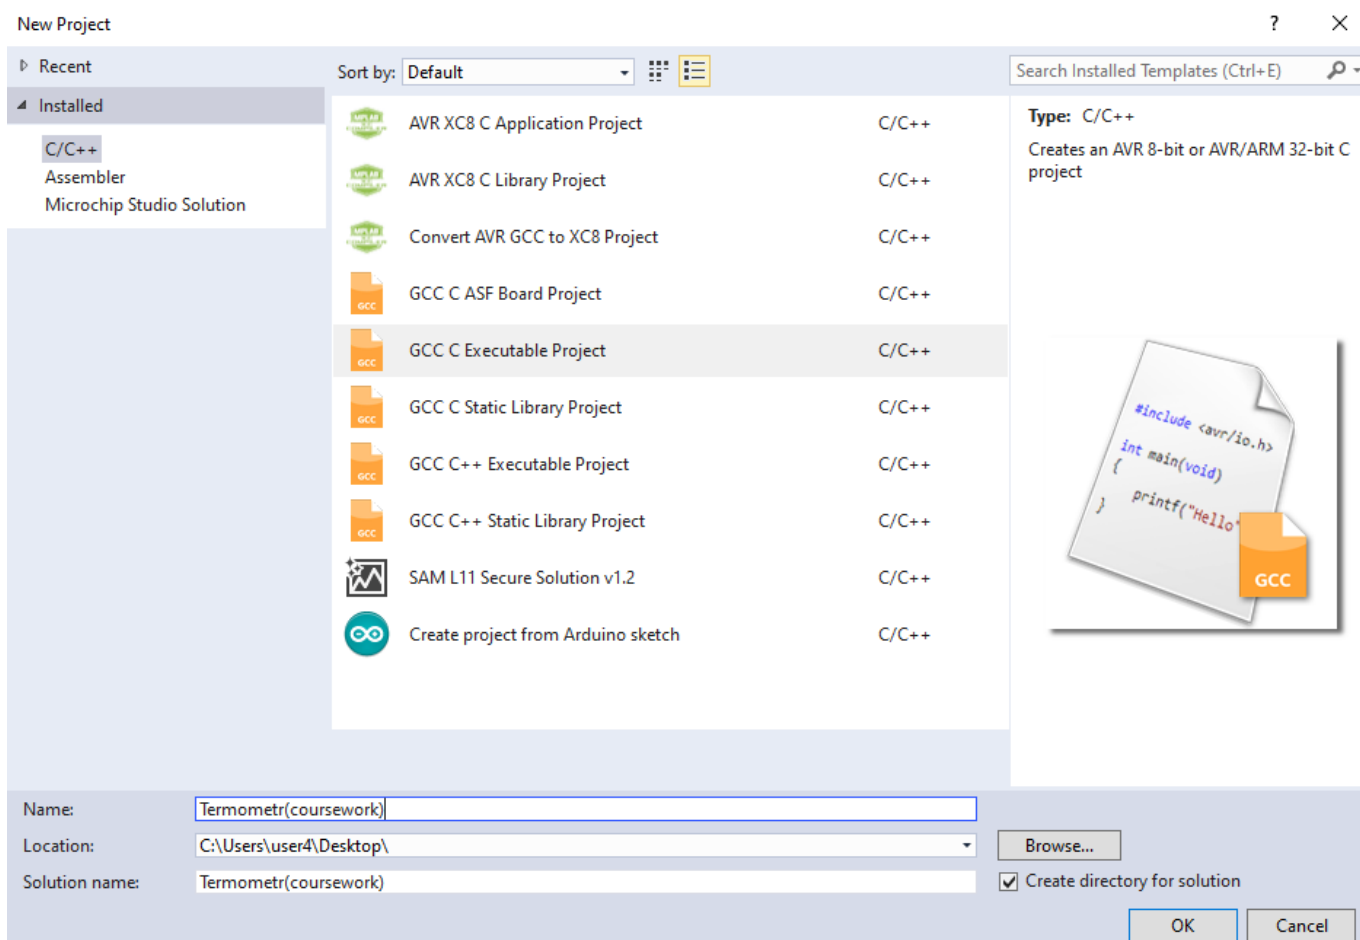 New Project
?
Recent
Installed
C/C++
Assembler
Microchip Studio Solution
Sort by: Default
Search Installed Templates (Ctrl+E)
AVR XC8 C Application Project C/C++
AVR XC8 C Library Project C/C++
Convert AVR GCC to XC8 Project C/C++
GCC GCC C ASF Board Project C/C++
GCC GCC C Executable Project C/C++
GCC GCC C Static Library Project C/C++
GCC GCC C++ Executable Project C/C++
GCC GCC C++ Static Library Project C/C++
SAM L11 Secure Solution v1.2 C/C++
Create project from Arduino sketch C/C++
Type: C/C++
Creates an AVR 8-bit or AVR/ARM 32-bit C
project
#include <avr/io.h>
int main(void)
{
printf("Hello"
}
GCC
Name: Termometr(coursework)
Location: C:\Users\user4\Desktop\ Browse...
Solution name: Termometr(coursework) Create directory for solution
OK Cancel